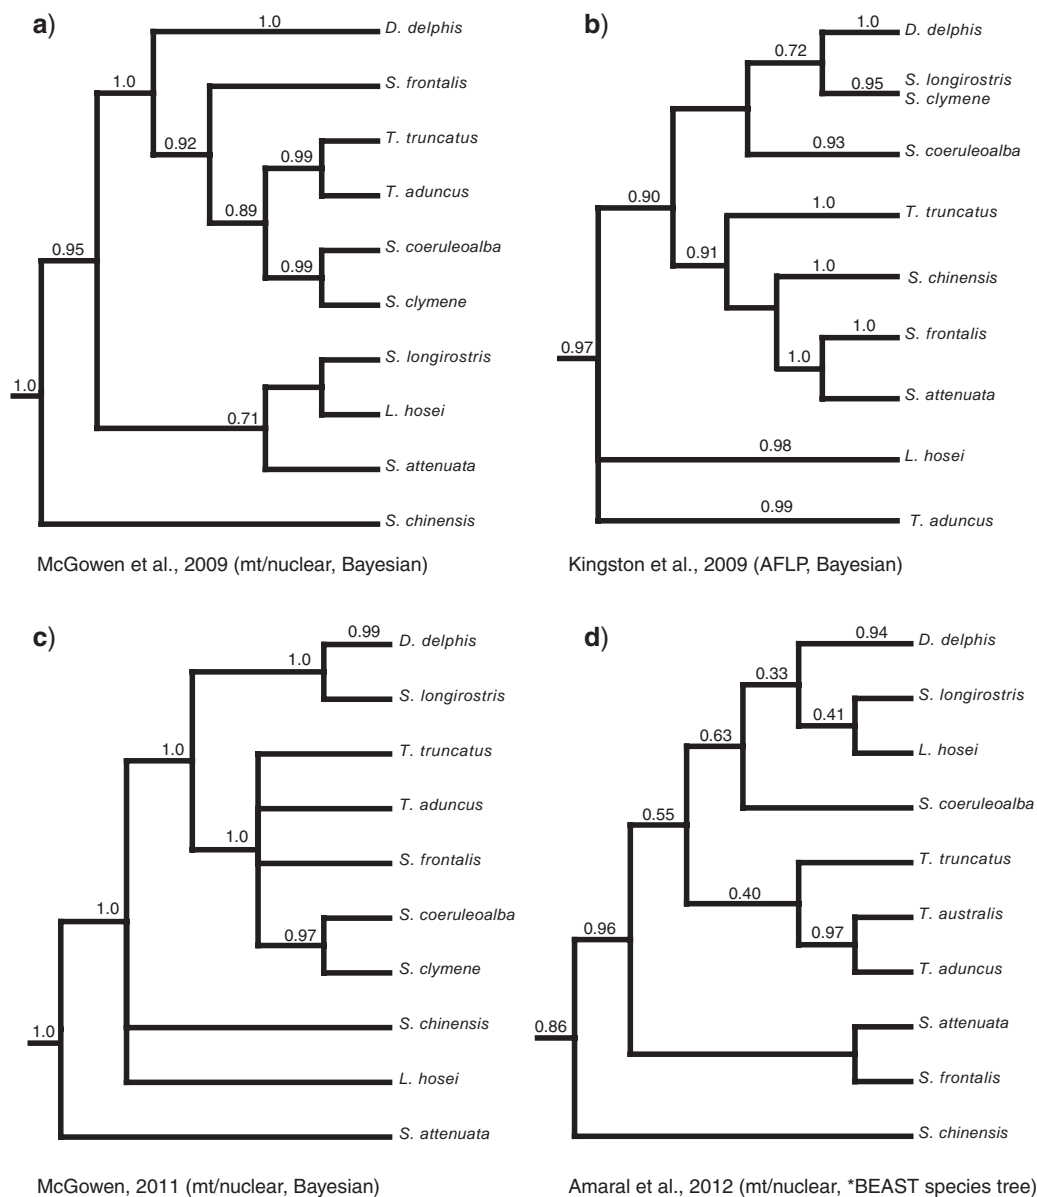 a)
1.0
D. delphis
1.0
S. frontalis
0.92
T. truncatus
0.99
T. aduncus
0.89
S. coeruleoalba
0.95
0.99
S. clymene
S. longirostris
1.0
L. hosei
0.71
S. attenuata
S. chinensis
McGowen et al., 2009 (mt/nuclear, Bayesian)
b)
1.0
D. delphis
0.72
S. longirostris
0.95
S. clymene
0.93
S. coeruleoalba
0.90
1.0
T. truncatus
0.91
1.0
S. chinensis
1.0
S. frontalis
0.97
1.0
S. attenuata
0.98
L. hosei
0.99
T. aduncus
Kingston et al., 2009 (AFLP, Bayesian)
c)
0.99
D. delphis
1.0
S. longirostris
1.0
T. truncatus
T. aduncus
1.0
S. frontalis
1.0
S. coeruleoalba
0.97
S. clymene
1.0
S. chinensis
L. hosei
S. attenuata
McGowen, 2011 (mt/nuclear, Bayesian)
d)
0.94
D. delphis
0.33
S. longirostris
0.41
0.63
L. hosei
S. coeruleoalba
0.55
T. truncatus
0.40
T. australis
0.96
0.97
T. aduncus
S. attenuata
0.86
S. frontalis
S. chinensis
Amaral et al., 2012 (mt/nuclear, *BEAST species tree)